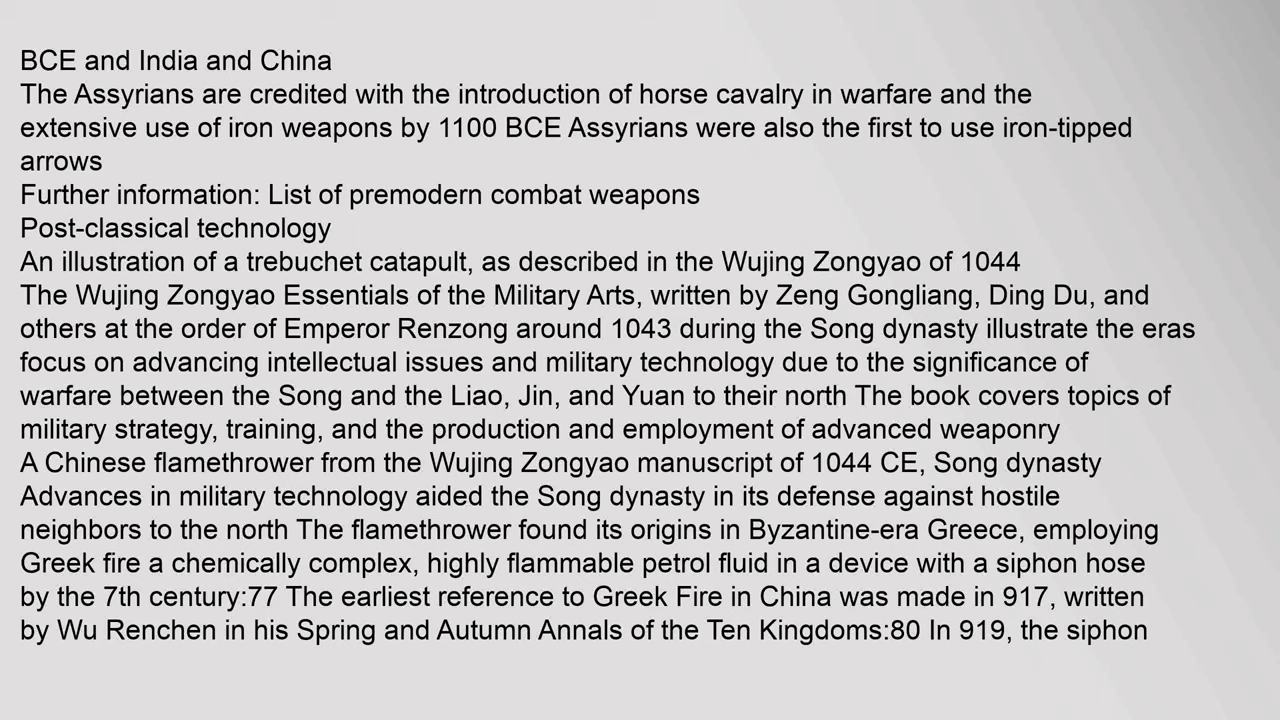 BCE and India and China
The Assyrians are credited with the introduction of horse cavalry in warfare and the
extensive use of iron weapons by 1100 BCE Assyrians were also the first to use iron-tipped
arrows
Further information: List of premodern combat weapons
Post-classical technology
An illustration of a trebuchet catapult, as described in the Wujing Zongyao of 1044
The Wujing Zongyao Essentials of the Military Arts, written by Zeng Gongliang, Ding Du, and
others at the order of Emperor Renzong around 1043 during the Song dynasty illustrate the eras
focus on advancing intellectual issues and military technology due to the significance of
warfare between the Song and the Liao, Jin, and Yuan to their north The book covers topics of
military strategy, training, and the production and employment of advanced weaponry
A Chinese flamethrower from the Wujing Zongyao manuscript of 1044 CE, Song dynasty
Advances in military technology aided the Song dynasty in its defense against hostile
neighbors to the north The flamethrower found its origins in Byzantine-era Greece, employing
Greek fire a chemically complex, highly flammable petrol fluid in a device with a siphon hose
by the 7th century:77 The earliest reference to Greek Fire in China was made in 917, written
by Wu Renchen in his Spring and Autumn Annals of the Ten Kingdoms:80 In 919, the siphon